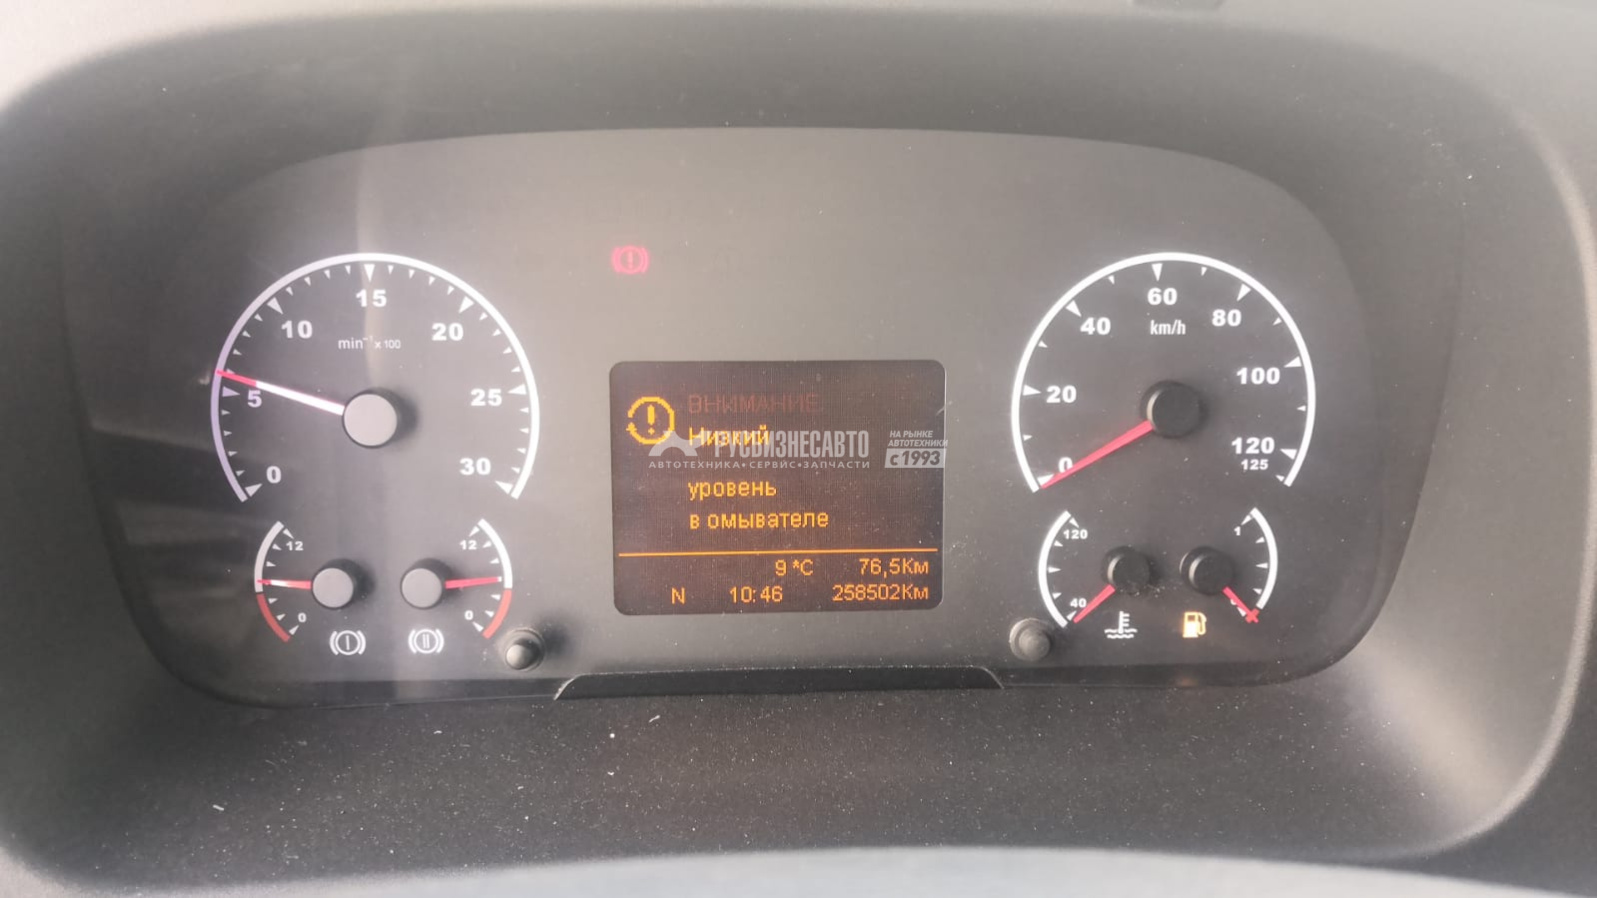 15
10
20
min⁻¹ x 100
5
25
0
30
12
0
12
0
ВНИМАНИЕ
Низкий
уровень
в омывателе
9 °C 76,5Км
N 10:46 258502Км
РУСБИЗНЕСАВТО
АВТОТЕХНИКА•СЕРВИС•ЗАПЧАСТИ
НА РЫНКЕ
АВТОТЕХНИКИ
с 1993
60
40
80
km/h
20
100
0
120
125
120
40
1